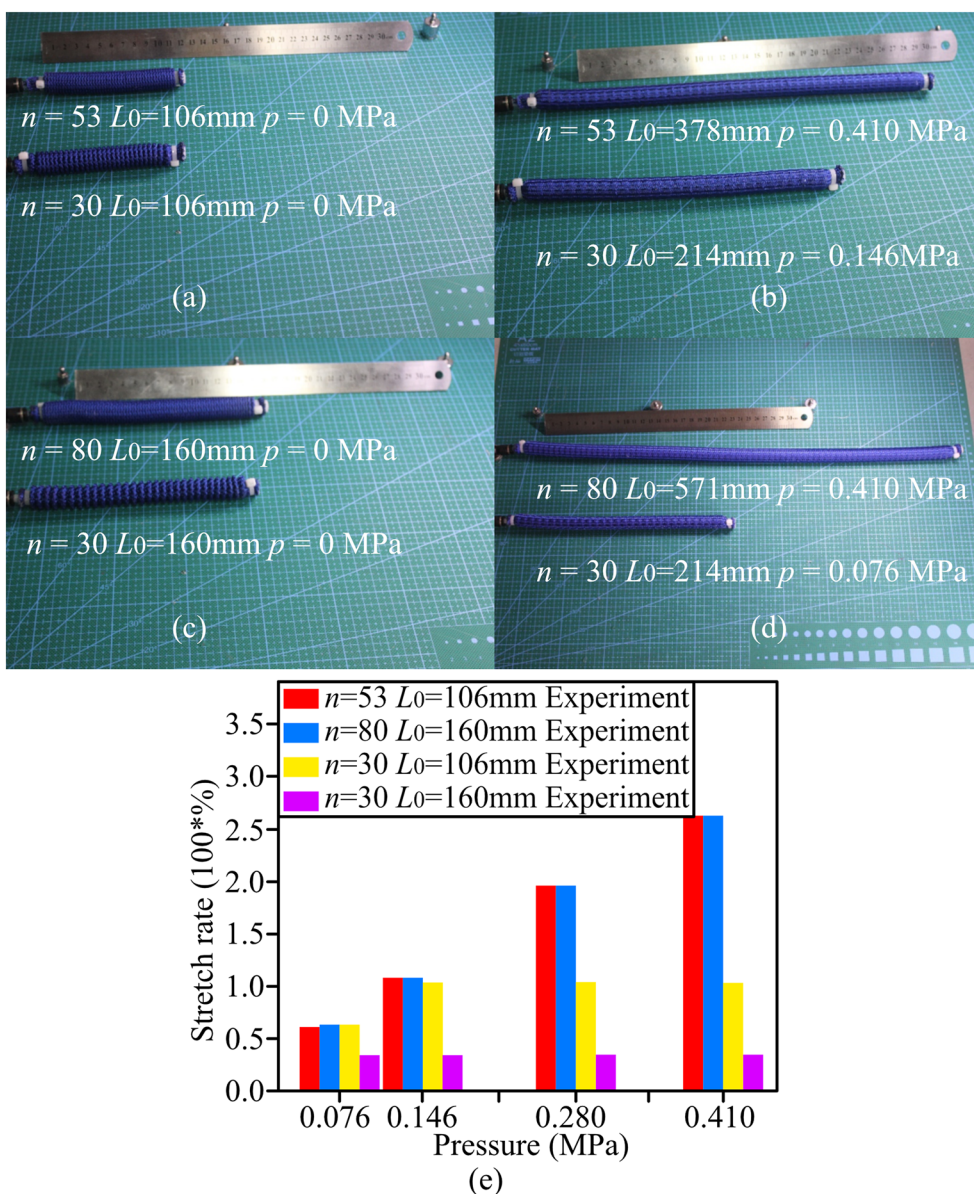 n = 53 L0=106mm p = 0 MPa
n = 30 L0=106mm p = 0 MPa
(a)
n = 53 L0=378mm p = 0.410 MPa
n = 30 L0=214mm p = 0.146MPa
(b)
n = 80 L0=160mm p = 0 MPa
n = 30 L0=160mm p = 0 MPa
(c)
n = 80 L0=571mm p = 0.410 MPa
n = 30 L0=214mm p = 0.076 MPa
(d)
n=53 L0=106mm Experiment
n=80 L0=160mm Experiment
n=30 L0=106mm Experiment
n=30 L0=160mm Experiment
Stretch rate (100*%)
3.5
3.0
2.5
2.0
1.5
1.0
0.5
0.0
0.076 0.146 0.280 0.410
Pressure (MPa)
(e)